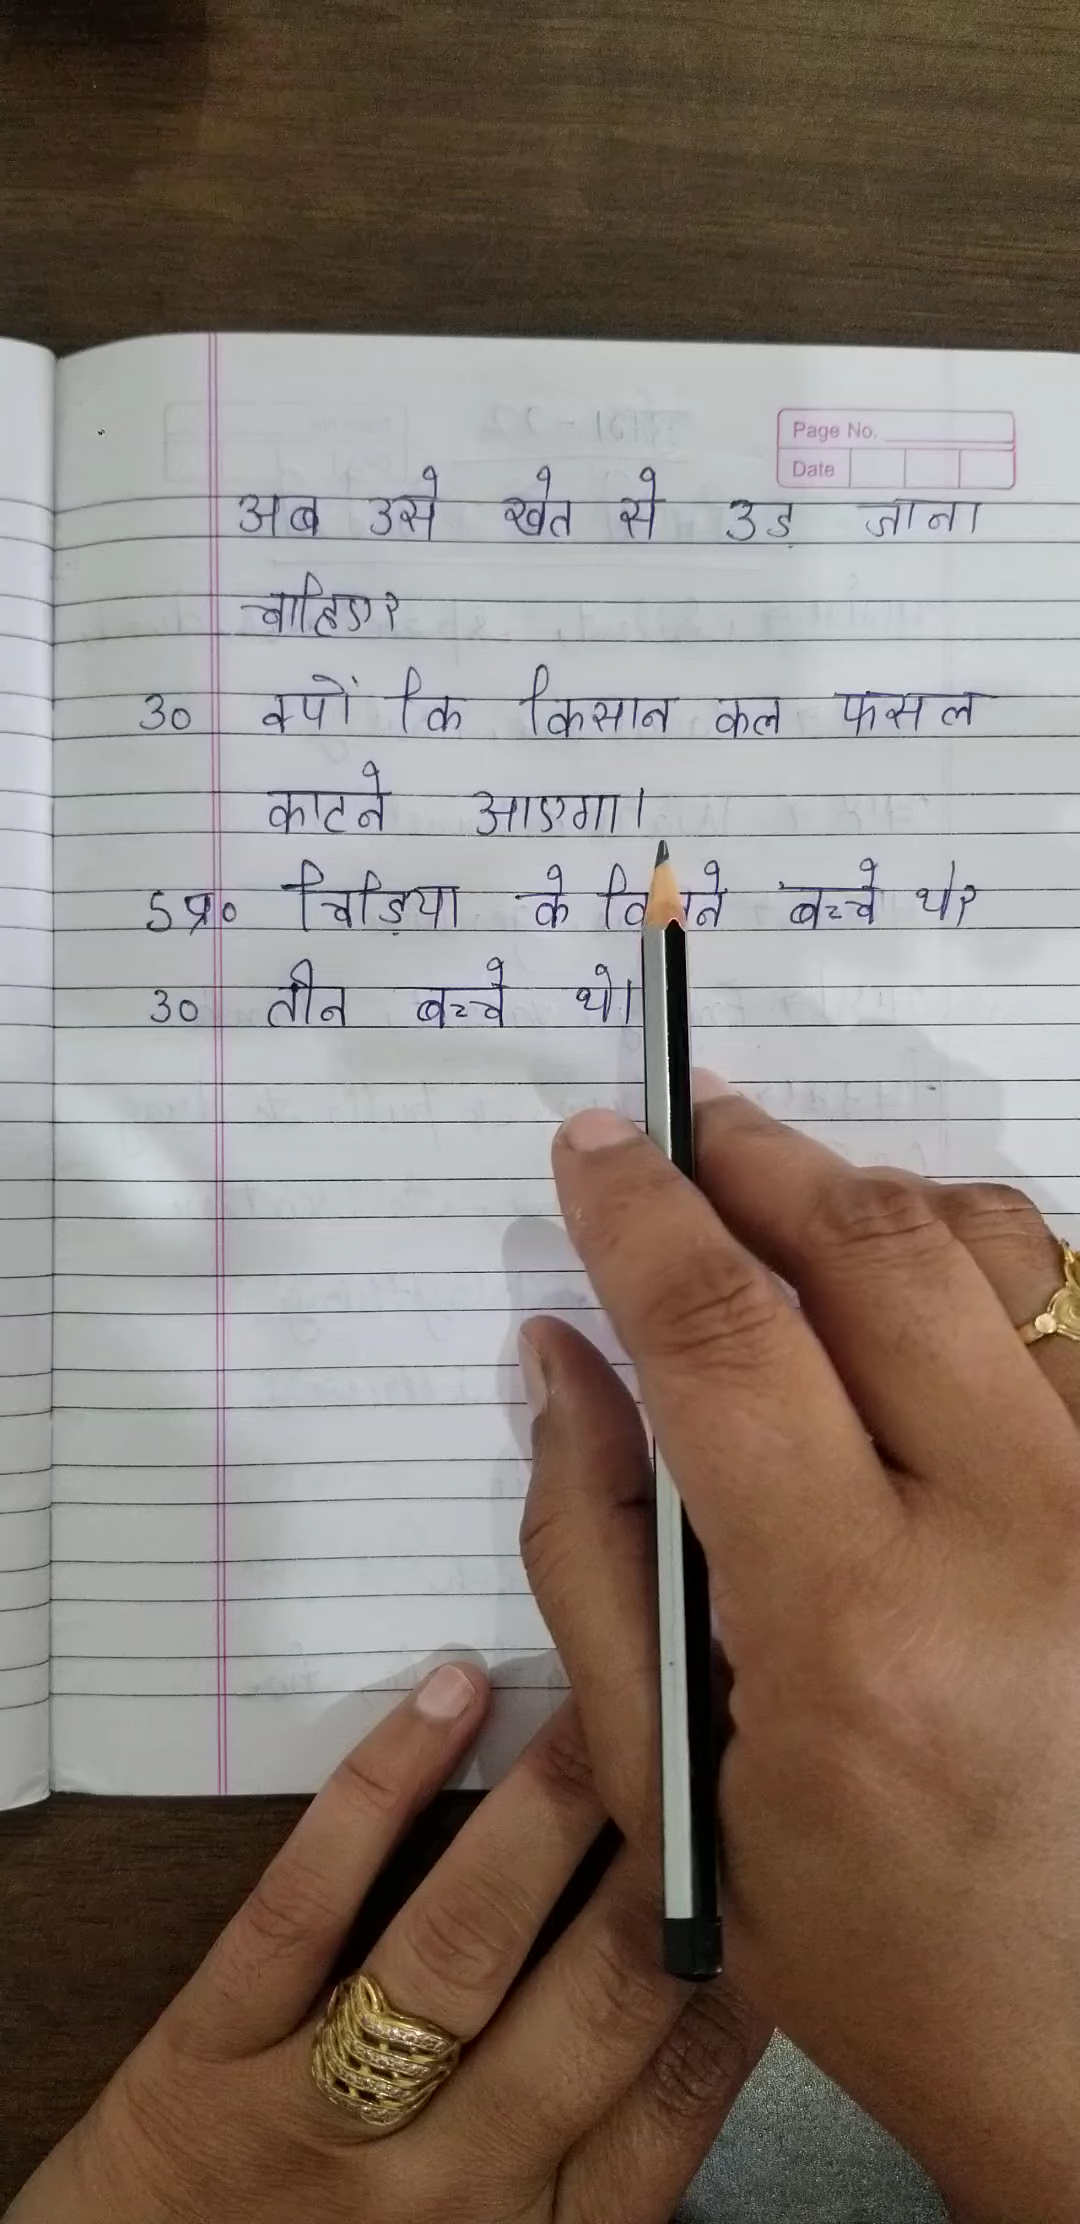 Page No.
Date
अब उसे खेत से उड़ जाना
चाहिए?
उ० क्यों कि किसान कल फसल
काटने आएगा।
5प्र० चिड़िया के बच्चे थे?
उ० तीन बच्चे थे।